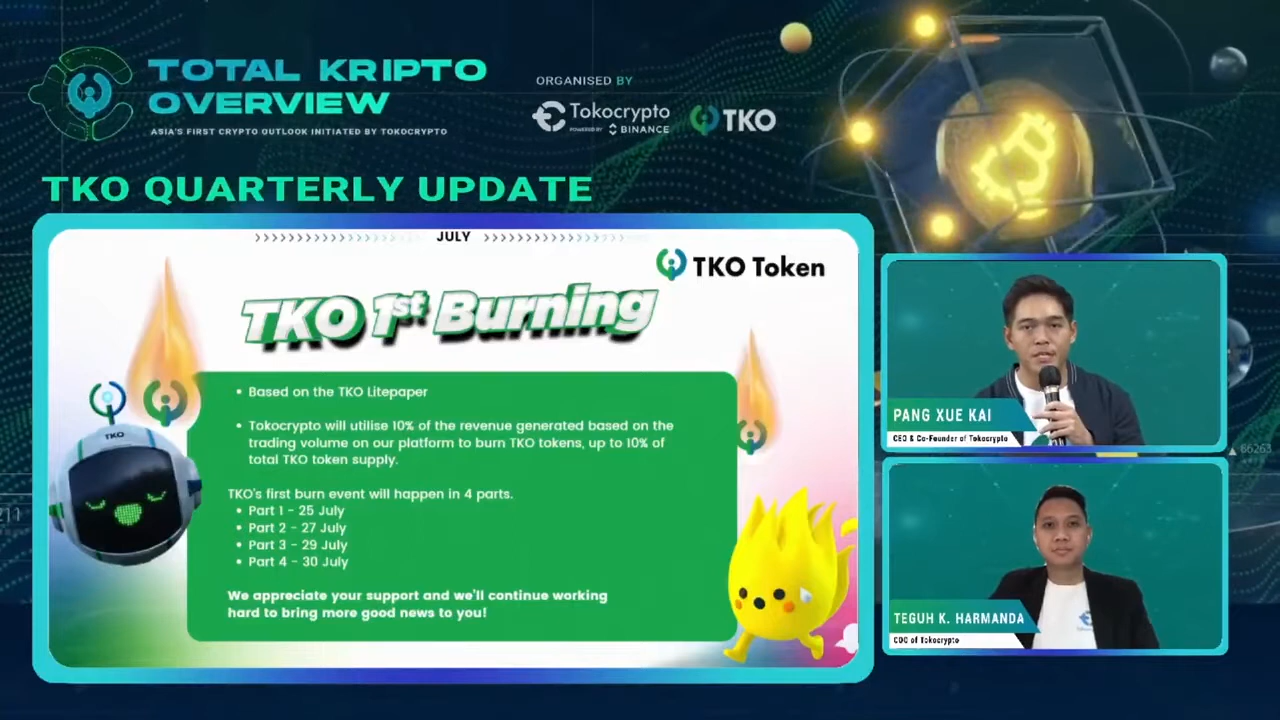 TOTAL KRIPTO
OVERVIEW
ASIA'S FIRST CRYPTO OUTLOOK INITIATED BY TOKOCRYPTO
ORGANISED BY
Tokocrypto
POWERED BY BINANCE
TKO
TKO QUARTERLY UPDATE
JULY
TKO Token
TKO 1st Burning
• Based on the TKO Litepaper
• Tokocrypto will utilise 10% of the revenue generated based on the
trading volume on our platform to burn TKO tokens, up to 10% of
total TKO token supply.
TKO's first burn event will happen in 4 parts.
• Part 1 - 25 July
• Part 2 - 27 July
• Part 3 - 29 July
• Part 4 - 30 July
We appreciate your support and we'll continue working
hard to bring more good news to you!
TKO
PANG XUE KAI
CEO & Co-Founder of Tokocrypto
TEGUH K. HARMANDA
COO of Tokocrypto